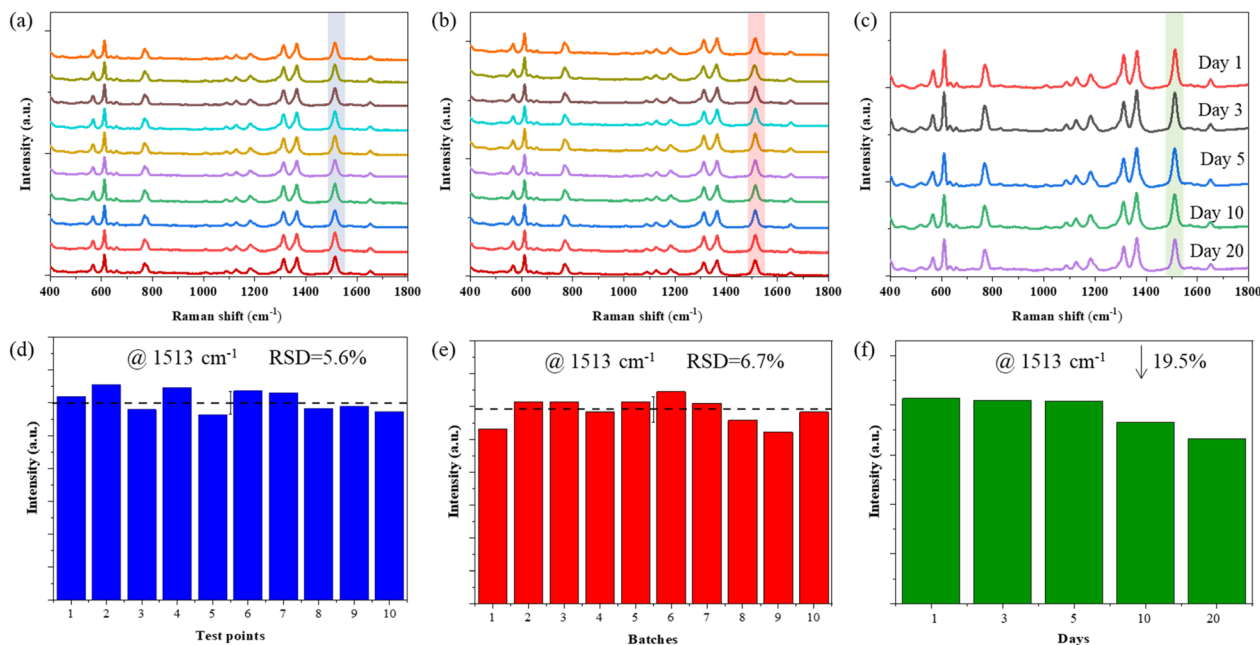 (a)
Intensity (a.u.)
400 600 800 1000 1200 1400 1600 1800
Raman shift (cm⁻¹)
(b)
Intensity (a.u.)
400 600 800 1000 1200 1400 1600 1800
Raman shift (cm⁻¹)
(c)
Intensity (a.u.)
Day 1
Day 3
Day 5
Day 10
Day 20
400 600 800 1000 1200 1400 1600 1800
Raman shift (cm⁻¹)
(d)
@ 1513 cm⁻¹ RSD=5.6%
Intensity (a.u.)
1 2 3 4 5 6 7 8 9 10
Test points
(e)
@ 1513 cm⁻¹ RSD=6.7%
Intensity (a.u.)
1 2 3 4 5 6 7 8 9 10
Batches
(f)
@ 1513 cm⁻¹ ↓ 19.5%
Intensity (a.u.)
1 3 5 10 20
Days